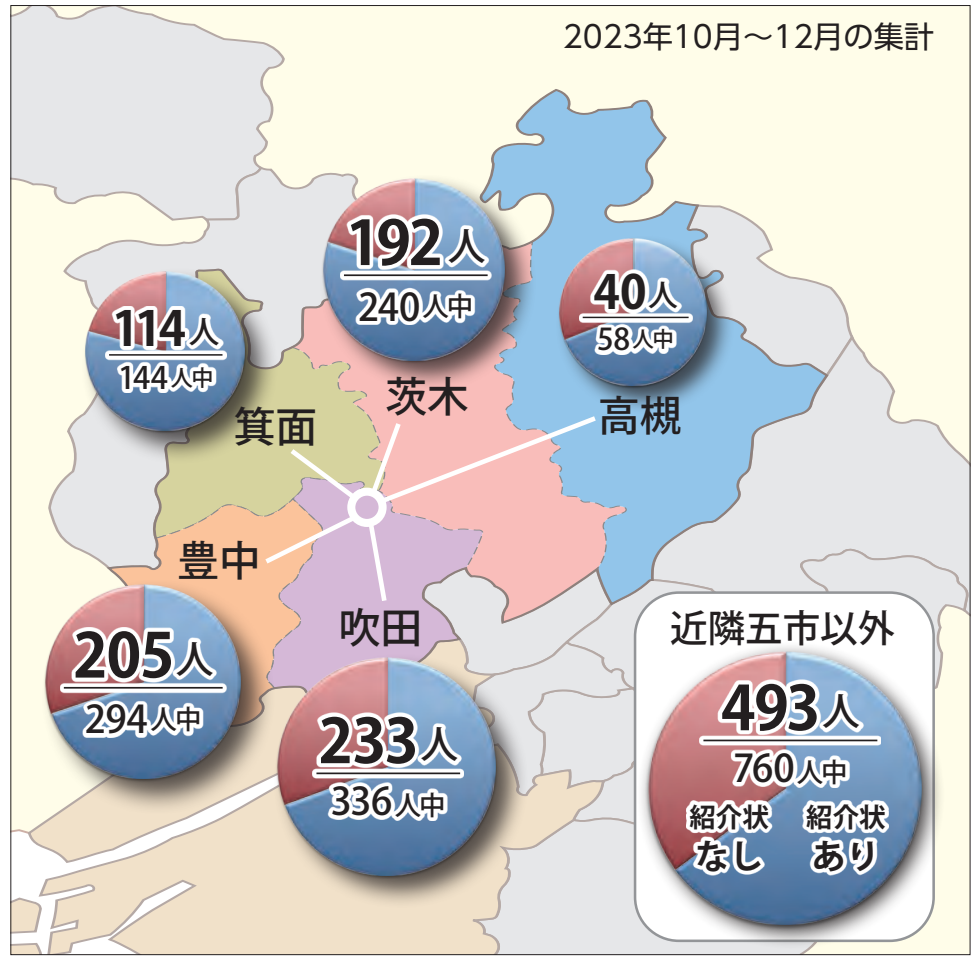 2023年10月～12月の集計
192人
240人中
40人
58人中
114人
144人中
茨木
高槻
箕面
豊中
吹田
205人
294人中
233人
336人中
近隣五市以外
493人
760人中
紹介状
なし
紹介状
あり